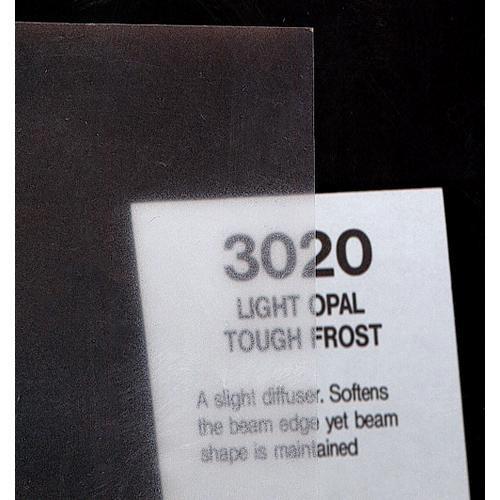 3020
LIGHT OPAL
TOUGH FROST
A slight diffuser. Softens
the beam edge yet beam
shape is maintained